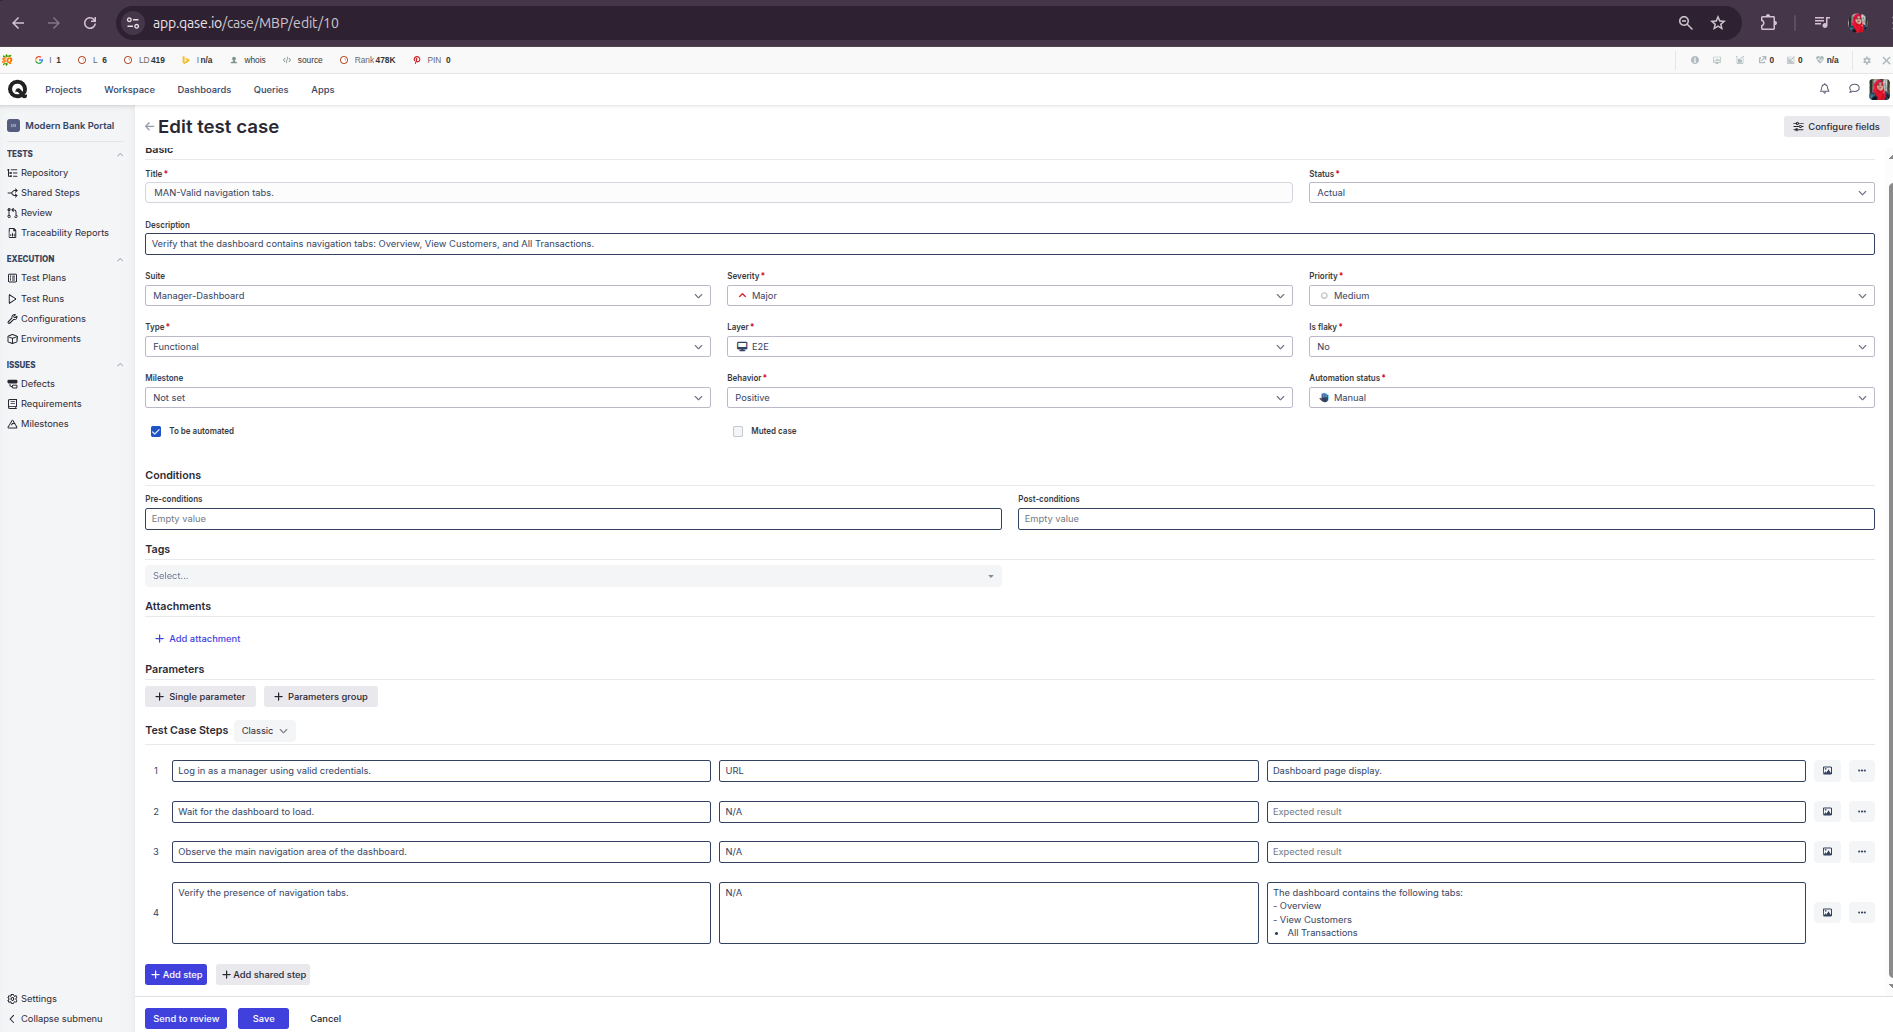 app.qase.io/case/MBP/edit/10
I 1
L 6
LD 419
I n/a
whois
source
Rank 478K
PIN 0
0
0
n/a
Projects
Workspace
Dashboards
Queries
Apps
Modern Bank Portal
TESTS
Repository
Shared Steps
Review
Traceability Reports
EXECUTION
Test Plans
Test Runs
Configurations
Environments
ISSUES
Defects
Requirements
Milestones
Settings
Collapse submenu
Edit test case
Configure fields
Basic
Title*
MAN-Valid navigation tabs.
Status*
Actual
Description
Verify that the dashboard contains navigation tabs: Overview, View Customers, and All Transactions.
Suite
Manager-Dashboard
Severity*
Major
Priority*
Medium
Type*
Functional
Layer*
E2E
Is flaky*
No
Milestone
Not set
Behavior*
Positive
Automation status*
Manual
To be automated
Muted case
Conditions
Pre-conditions
Empty value
Post-conditions
Empty value
Tags
Select...
Attachments
+ Add attachment
Parameters
+ Single parameter
+ Parameters group
Test Case Steps
Classic
1
Log in as a manager using valid credentials.
URL
Dashboard page display.
2
Wait for the dashboard to load.
N/A
Expected result
3
Observe the main navigation area of the dashboard.
N/A
Expected result
4
Verify the presence of navigation tabs.
N/A
The dashboard contains the following tabs:
- Overview
- View Customers
• All Transactions
+ Add step
+ Add shared step
Send to review
Save
Cancel